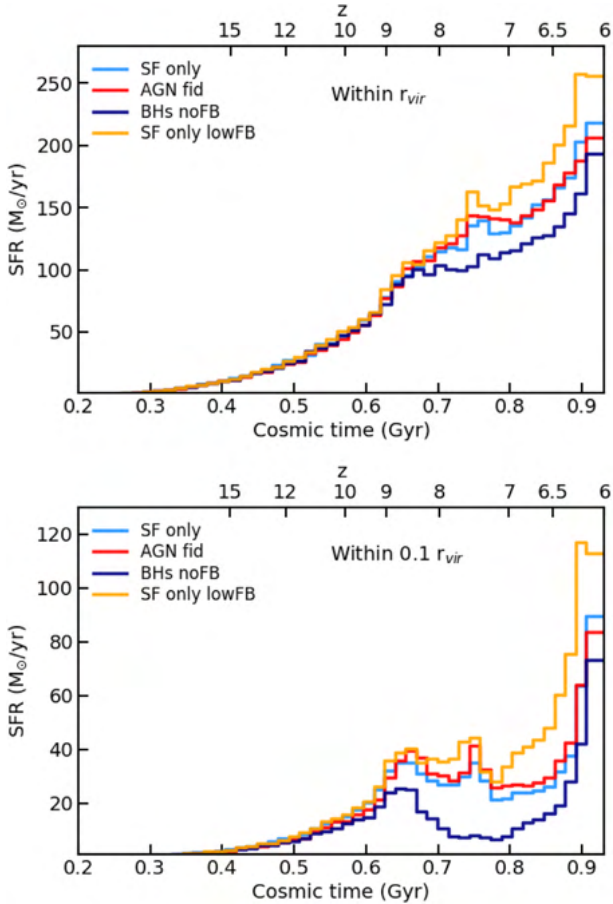 z
15 12 10 9 8 7 6.5 6
SF only
AGN fid
BHs noFB
SF only lowFB
Within r_vir
250
200
150
100
50
SFR (M⊙/yr)
0.2 0.3 0.4 0.5 0.6 0.7 0.8 0.9
Cosmic time (Gyr)
z
15 12 10 9 8 7 6.5 6
SF only
AGN fid
BHs noFB
SF only lowFB
Within 0.1 r_vir
120
100
80
60
40
20
SFR (M⊙/yr)
0.2 0.3 0.4 0.5 0.6 0.7 0.8 0.9
Cosmic time (Gyr)